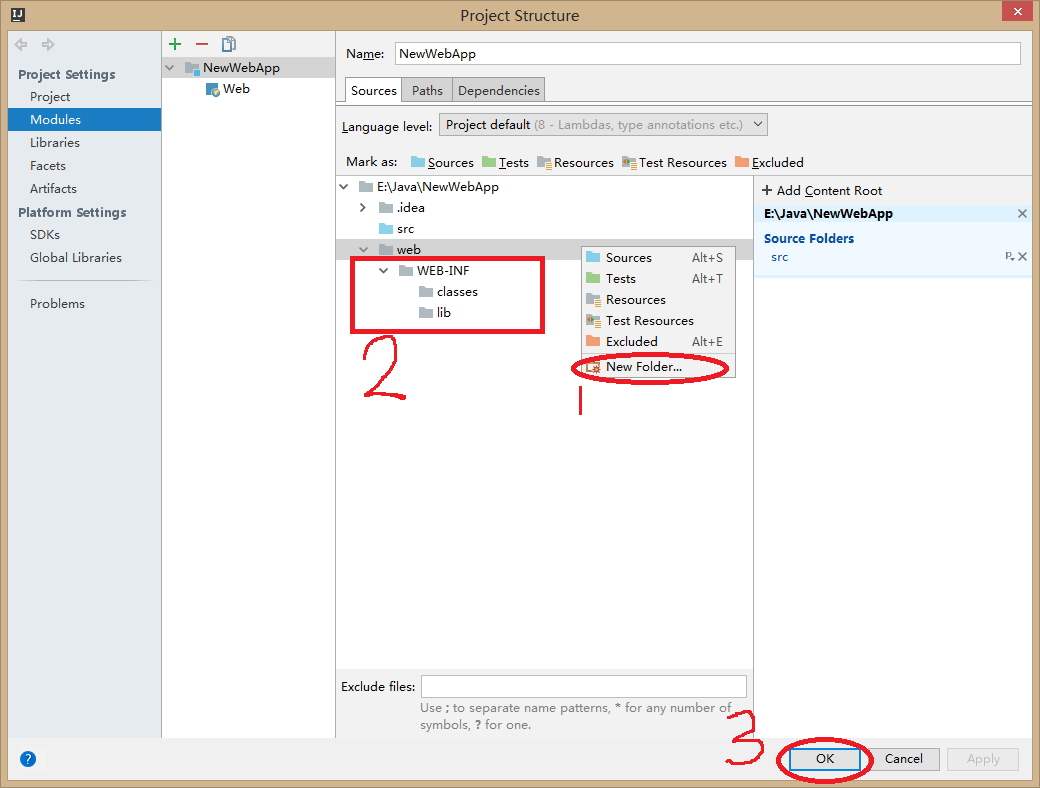 Project Structure
Project Settings
Project
Modules
Libraries
Facets
Artifacts
Platform Settings
SDKs
Global Libraries
Problems
NewWebApp
Web
Name: NewWebApp
Sources Paths Dependencies
Language level: Project default (8 - Lambdas, type annotations etc.)
Mark as: Sources Tests Resources Test Resources Excluded
E:\Java\NewWebApp
.idea
src
web
WEB-INF
classes
lib
2
Sources Alt+S
Tests Alt+T
Resources
Test Resources
Excluded Alt+E
New Folder...
1
+ Add Content Root
E:\Java\NewWebApp
Source Folders
src
Exclude files:
Use ; to separate name patterns, * for any number of
symbols, ? for one.
3
? OK Cancel Apply